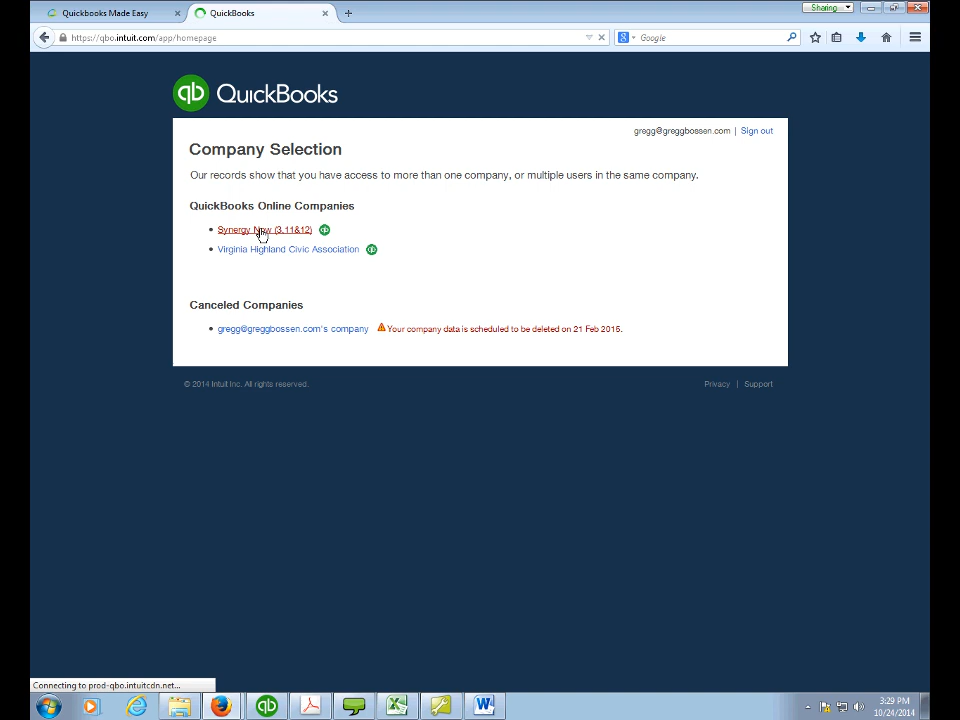 QuickBooks Made Easy
QuickBooks
Sharing
https://qbo.intuit.com/app/homepage
Google
qb QuickBooks
gregg@greggbossen.com | Sign out
Company Selection
Our records show that you have access to more than one company, or multiple users in the same company.
QuickBooks Online Companies
• Synergy Now (3.11&12)
• Virginia Highland Civic Association
Canceled Companies
• gregg@greggbossen.com's company Your company data is scheduled to be deleted on 21 Feb 2015.
© 2014 Intuit Inc. All rights reserved.
Privacy | Support
Connecting to prod-qbo.intuitcdn.net...
3:29 PM
10/24/2014